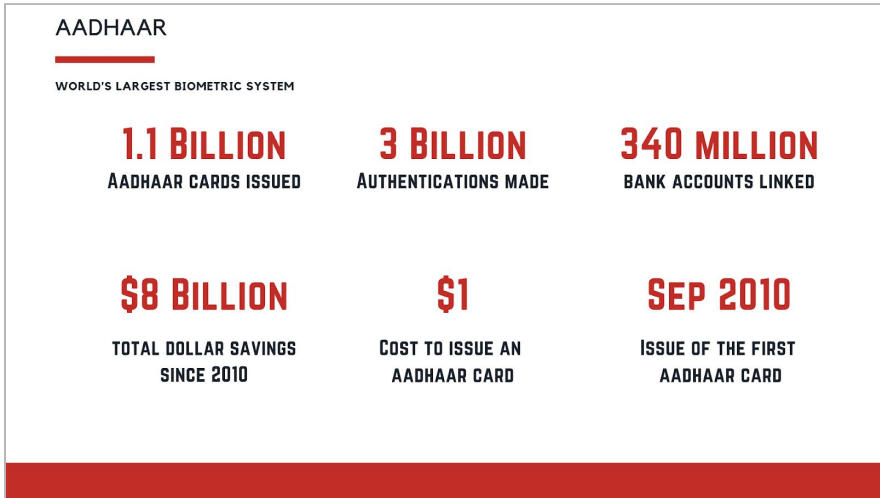 AADHAAR
WORLD'S LARGEST BIOMETRIC SYSTEM
1.1 Billion
Aadhaar cards issued
3 Billion
Authentications made
340 million
bank accounts linked
$8 Billion
total dollar savings
since 2010
$1
Cost to issue an
aadhaar card
Sep 2010
Issue of the first
aadhaar card